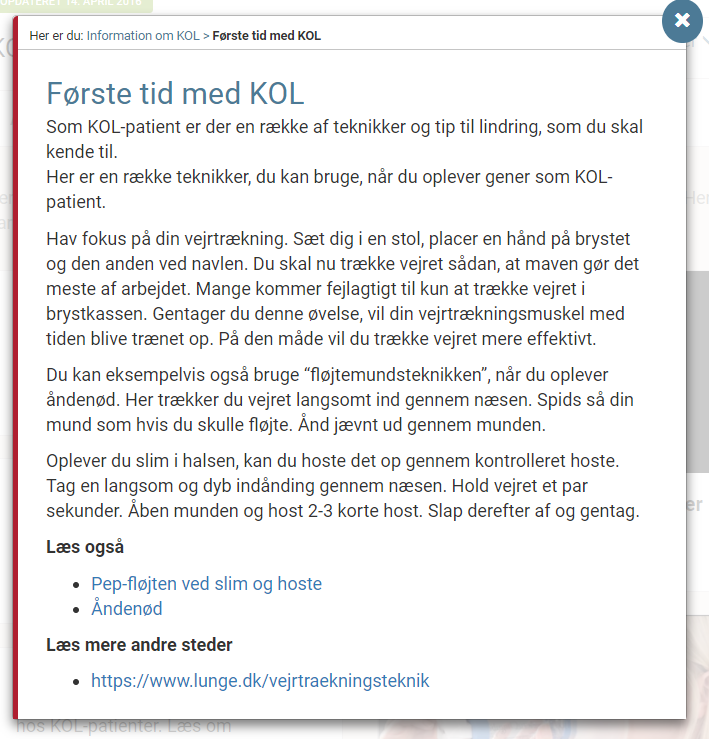 OPDATERET 14. APRIL 2016
Her er du: Information om KOL > Første tid med KOL
Første tid med KOL
Som KOL-patient er der en række af teknikker og tip til lindring, som du skal
kende til.
Her er en række teknikker, du kan bruge, når du oplever gener som KOL-
patient.
Hav fokus på din vejrtrækning. Sæt dig i en stol, placer en hånd på brystet
og den anden ved navlen. Du skal nu trække vejret sådan, at maven gør det
meste af arbejdet. Mange kommer fejlagtigt til kun at trække vejret i
brystkassen. Gentager du denne øvelse, vil din vejrtrækningsmuskel med
tiden blive trænet op. På den måde vil du trække vejret mere effektivt.
Du kan eksempelvis også bruge “fløjtemundsteknikken”, når du oplever
åndenød. Her trækker du vejret langsomt ind gennem næsen. Spids så din
mund som hvis du skulle fløjte. Ånd jævnt ud gennem munden.
Oplever du slim i halsen, kan du hoste det op gennem kontrolleret hoste.
Tag en langsom og dyb indånding gennem næsen. Hold vejret et par
sekunder. Åben munden og host 2-3 korte host. Slap derefter af og gentag.
Læs også
Pep-fløjten ved slim og hoste
Åndenød
Læs mere andre steder
https://www.lunge.dk/vejrtraekningsteknik
hos KOL-patienter. Læs om